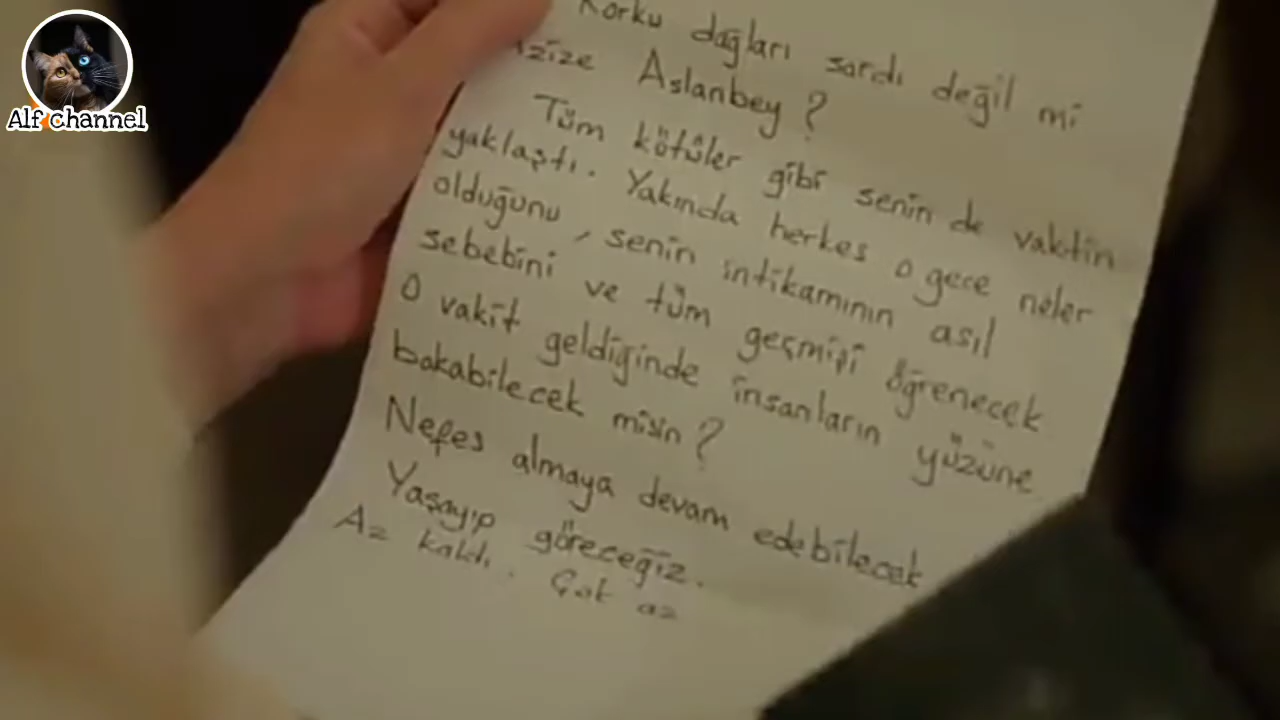 Alf channel
Korku dağları sardı değil mi
Azize Aslanbey ?
Tüm kötüler gibi senin de vaktin
yaklaştı. Yakında herkes o gece neler
olduğunu, senin intikamının asıl
sebebini ve tüm geçmişi öğrenecek
O vakit geldiğinde insanların yüzüne
bakabilecek misin ?
Nefes almaya devam edebilecek
Yaşayıp göreceğiz.
Az kaldı. Çok az